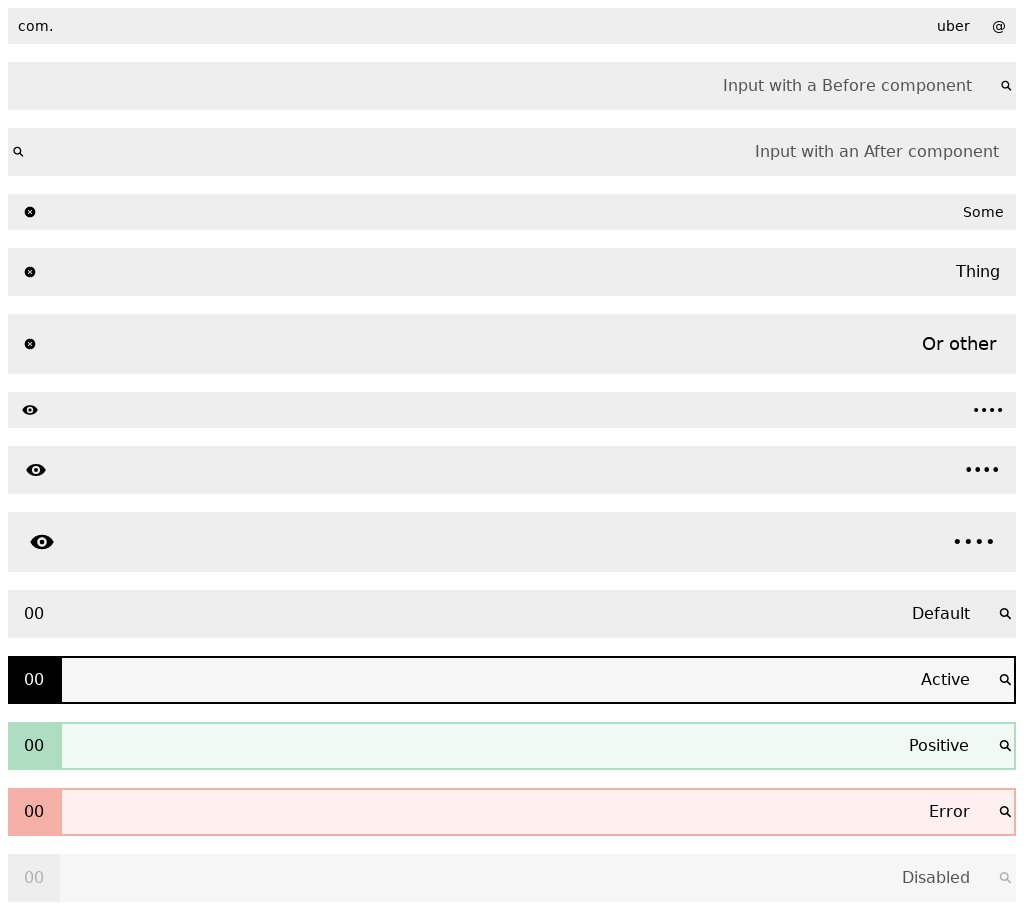 com. uber @
Input with a Before component
Input with an After component
Some
Thing
Or other
••••
••••
••••
00 Default
00 Active
00 Positive
00 Error
00 Disabled